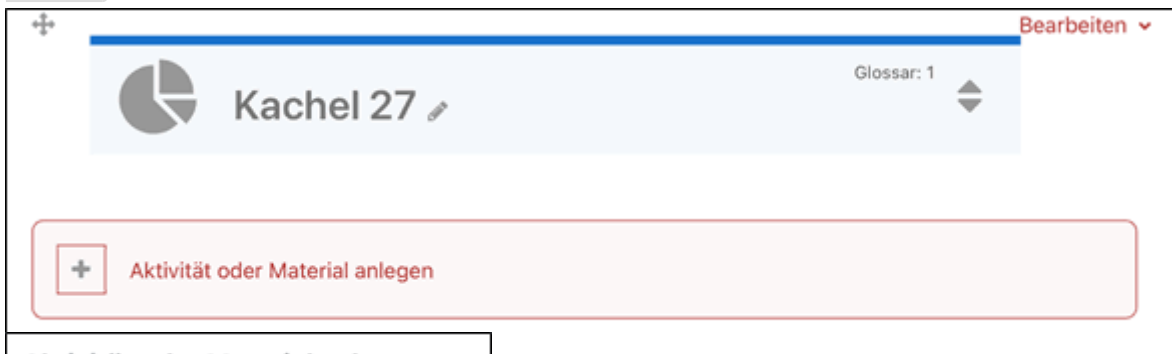 Bearbeiten
Glossar: 1
Kachel 27
Aktivität oder Material anlegen